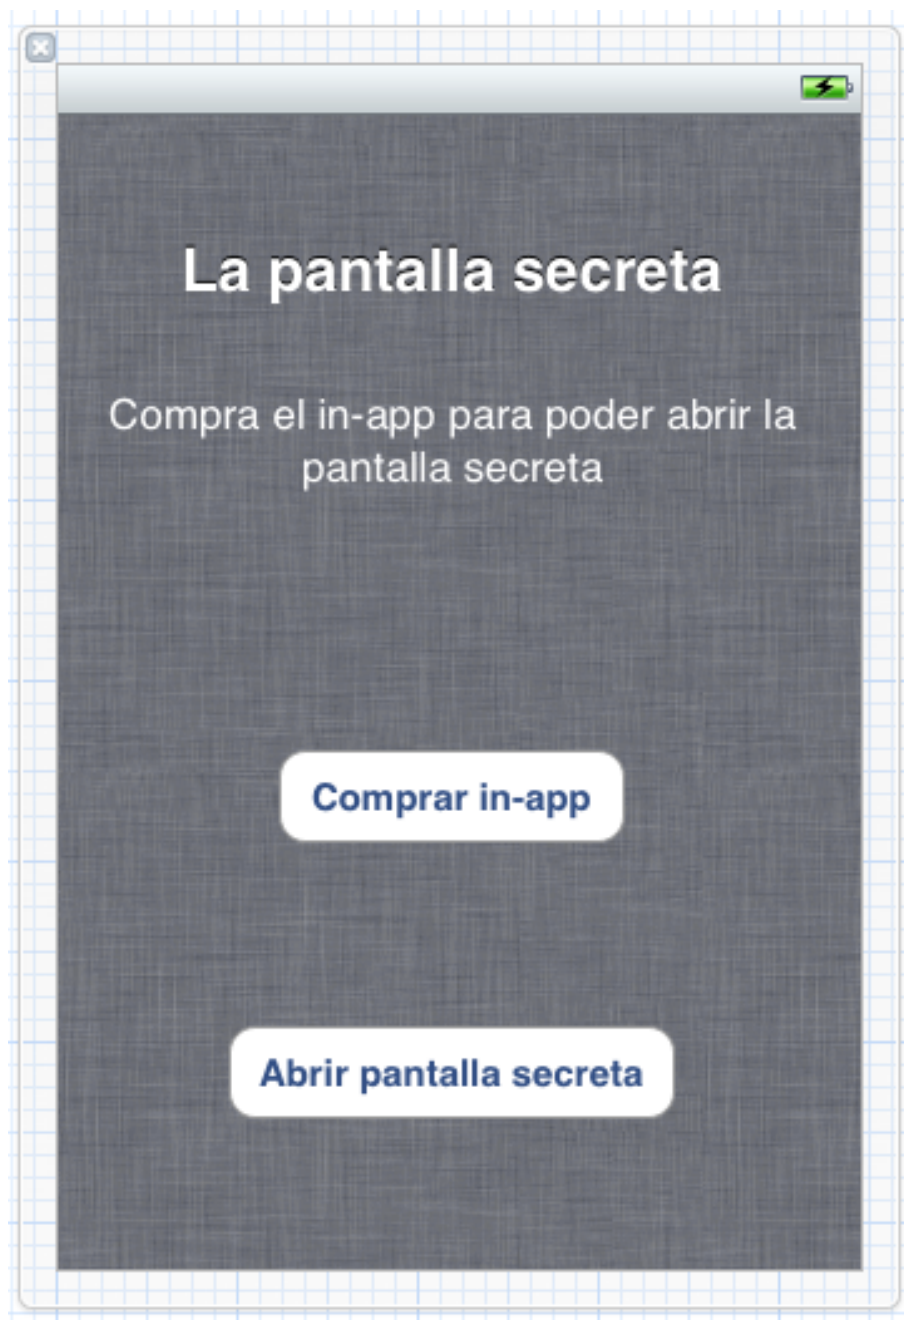 La pantalla secreta
Compra el in-app para poder abrir la
pantalla secreta
Comprar in-app
Abrir pantalla secreta